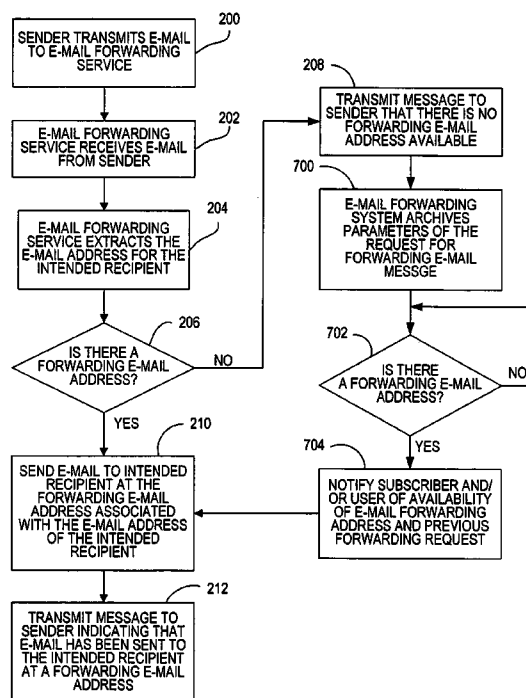 200
SENDER TRANSMITS E-MAIL
TO E-MAIL FORWARDING
SERVICE
202
E-MAIL FORWARDING
SERVICE RECEIVES E-MAIL
FROM SENDER
204
E-MAIL FORWARDING
SERVICE EXTRACTS THE
E-MAIL ADDRESS FOR THE
INTENDED RECIPIENT
206
IS THERE A
FORWARDING E-MAIL
ADDRESS?
NO
YES
208
TRANSMIT MESSAGE TO
SENDER THAT THERE IS NO
FORWARDING E-MAIL
ADDRESS AVAILABLE
700
E-MAIL FORWARDING
SYSTEM ARCHIVES
PARAMETERS OF THE
REQUEST FOR
FORWARDING E-MAIL
MESSGE
702
IS THERE
A FORWARDING E-MAIL
ADDRESS?
NO
YES
704
NOTIFY SUBSCRIBER AND/
OR USER OF AVAILABILITY
OF E-MAIL FORWARDING
ADDRESS AND PREVIOUS
FORWARDING REQUEST
210
SEND E-MAIL TO INTENDED
RECIPIENT AT THE
FORWARDING E-MAIL
ADDRESS ASSOCIATED
WITH THE E-MAIL ADDRESS
OF THE INTENDED
RECIPIENT
212
TRANSMIT MESSAGE TO
SENDER INDICATING THAT
E-MAIL HAS BEEN SENT TO
THE INTENDED RECIPIENT
AT A FORWARDING E-MAIL
ADDRESS